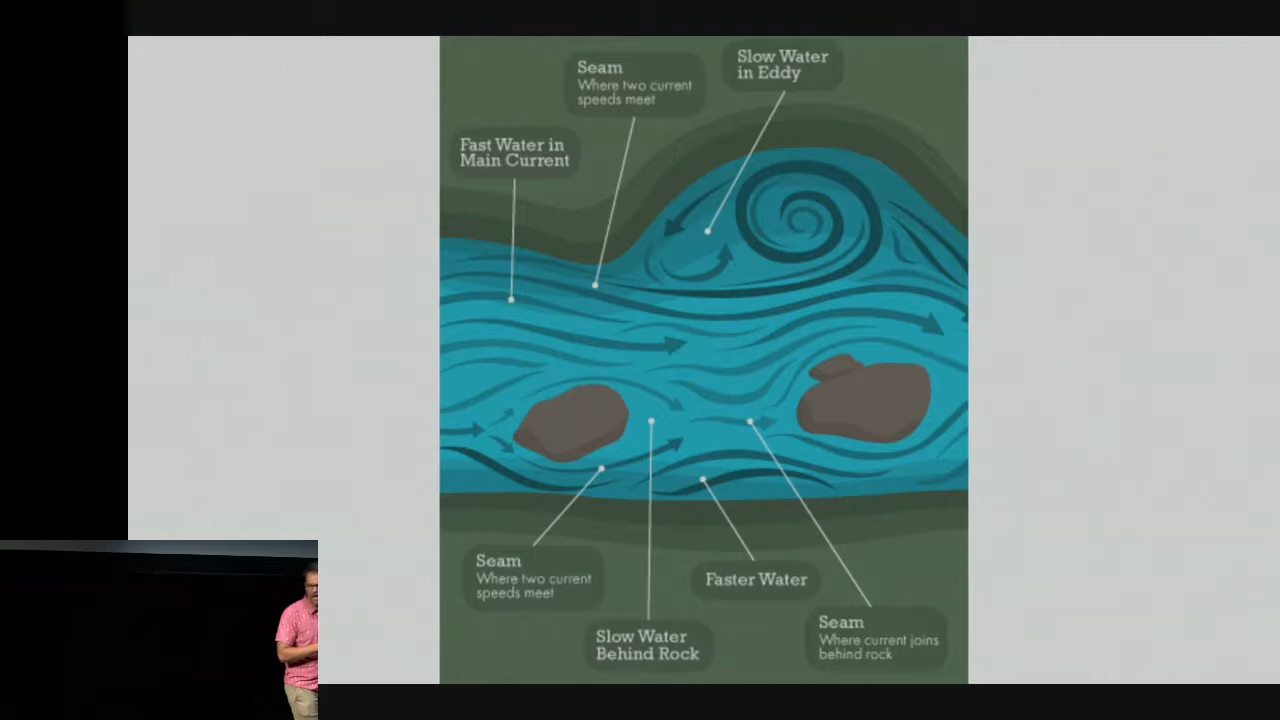 Slow Water
in Eddy
Seam
Where two current
speeds meet
Fast Water in
Main Current
Seam
Where two current
speeds meet
Faster Water
Slow Water
Behind Rock
Seam
Where current joins
behind rock